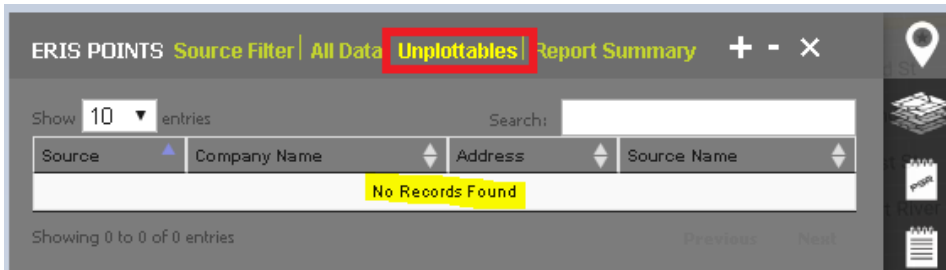 ERIS POINTS Source Filter | All Data | Unplottables | Report Summary + - ×
Show 10 entries Search:
Source Company Name Address Source Name
No Records Found
Showing 0 to 0 of 0 entries Previous Next
PSR